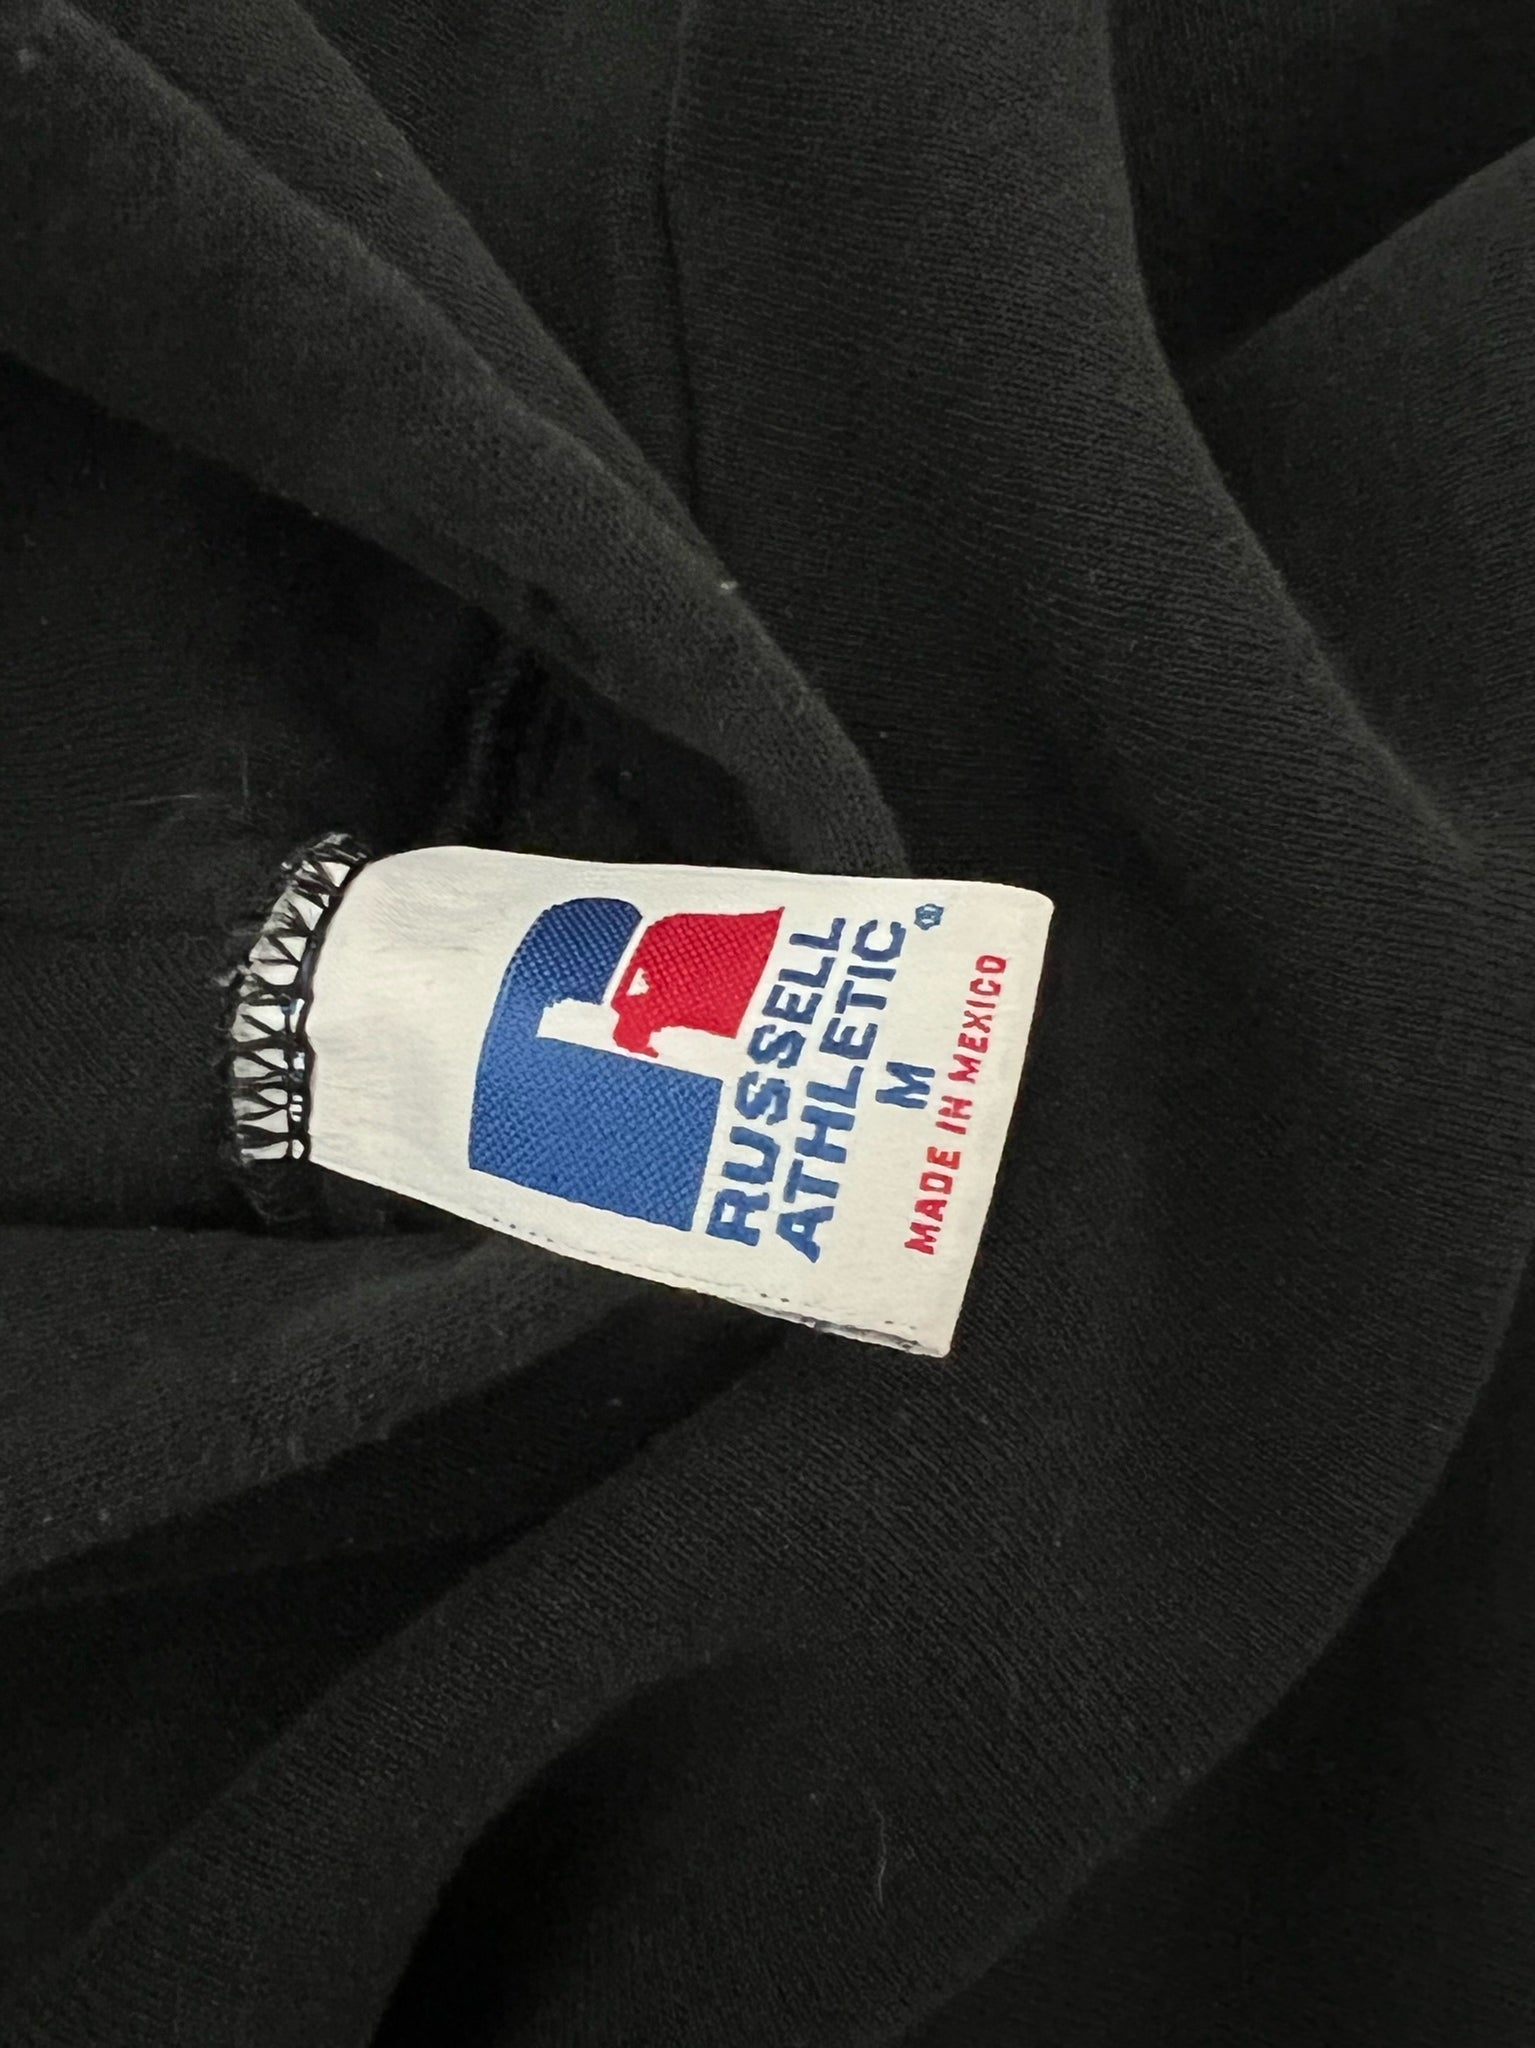 RUSSELL
ATHLETIC®
M
MADE IN MEXICO